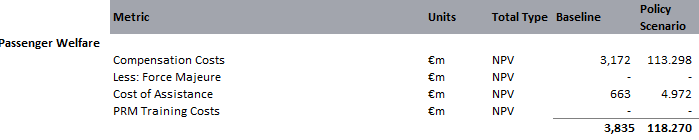 Metric Units Total Type Baseline Policy Scenario
Passenger Welfare
Compensation Costs €m NPV 3,172 113.298
Less: Force Majeure €m NPV - -
Cost of Assistance €m NPV 663 4.972
PRM Training Costs €m NPV - -
3,835 118.270